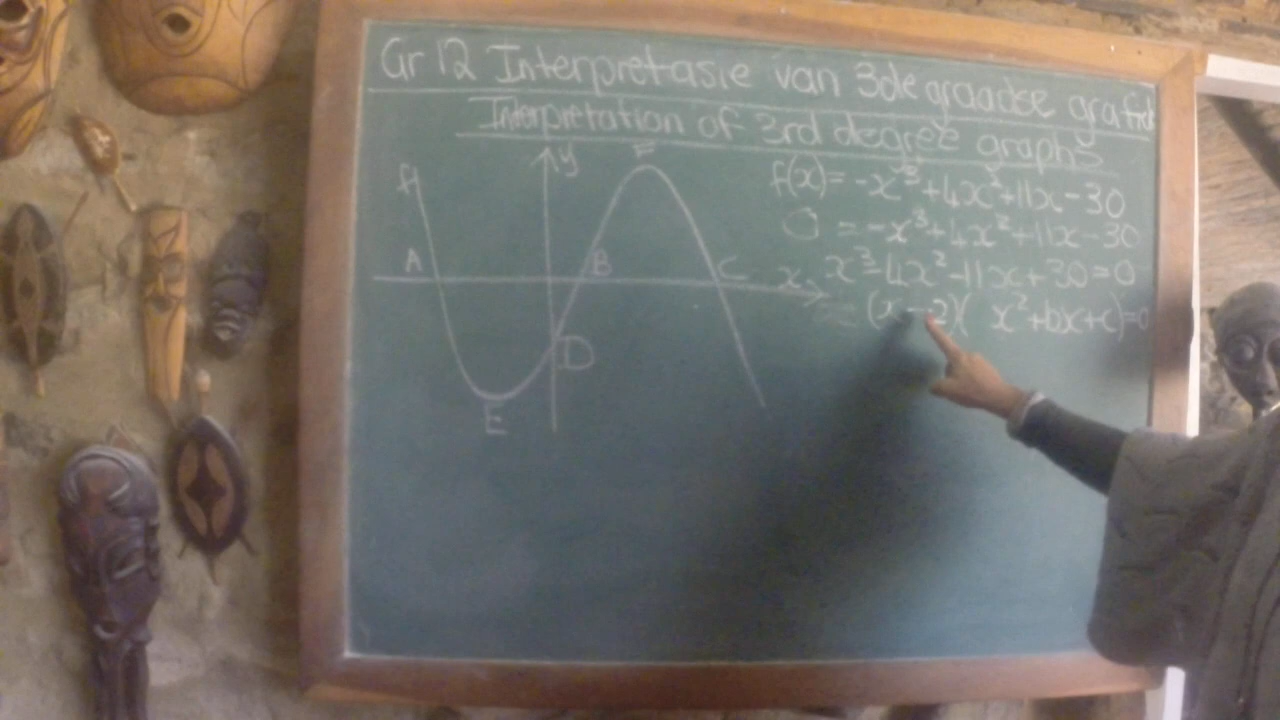 Gr 12 Interpretasie van 3de graadse grafiek
Interpretation of 3rd degree graphs
f
y
F
f(x) = -x³+4x²+11x-30
0 = -x³+4x²+11x-30
A
B
C
x
x³-4x²-11x+30=0
= (x-2)( x²+bx+c)=0
D
E